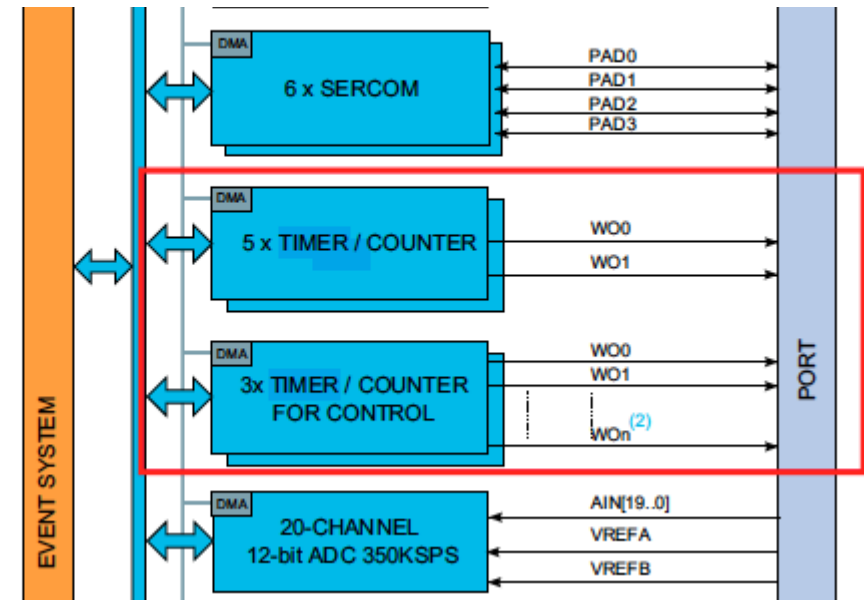 DMA
6 x SERCOM
PAD0
PAD1
PAD2
PAD3
DMA
5 x TIMER / COUNTER
WO0
WO1
DMA
3x TIMER / COUNTER
FOR CONTROL
WO0
WO1
WOn(2)
DMA
20-CHANNEL
12-bit ADC 350KSPS
AIN[19..0]
VREFA
VREFB
EVENT SYSTEM
PORT